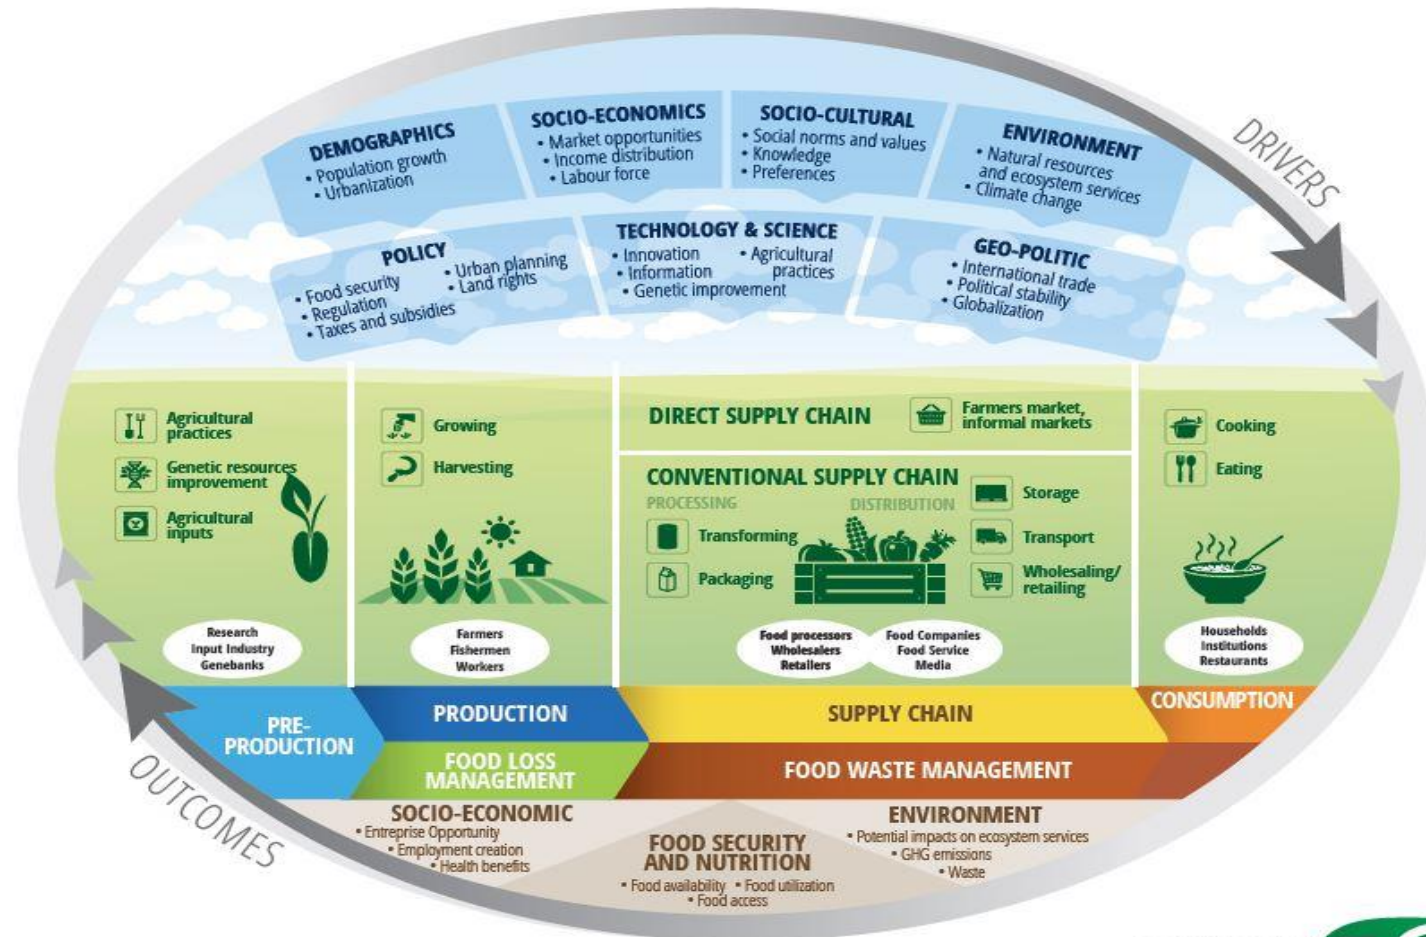 DRIVERS
DEMOGRAPHICS
• Population growth
• Urbanization
SOCIO-ECONOMICS
• Market opportunities
• Income distribution
• Labour force
SOCIO-CULTURAL
• Social norms and values
• Knowledge
• Preferences
ENVIRONMENT
• Natural resources
and ecosystem services
• Climate change
POLICY
• Food security
• Regulation
• Taxes and subsidies
• Urban planning
• Land rights
TECHNOLOGY & SCIENCE
• Innovation
• Information
• Genetic improvement
• Agricultural
practices
GEO-POLITIC
• International trade
• Political stability
• Globalization
Agricultural
practices
Genetic resources
improvement
Agricultural
inputs
Research
Input Industry
Genebanks
Growing
Harvesting
Farmers
Fishermen
Workers
DIRECT SUPPLY CHAIN
Farmers market,
informal markets
CONVENTIONAL SUPPLY CHAIN
PROCESSING
Transforming
Packaging
DISTRIBUTION
Storage
Transport
Wholesaling/
retailing
Food processors
Wholesalers
Retailers
Food Companies
Food Service
Media
Cooking
Eating
Households
Institutions
Restaurants
PRE-
PRODUCTION
PRODUCTION
SUPPLY CHAIN
CONSUMPTION
FOOD LOSS
MANAGEMENT
FOOD WASTE MANAGEMENT
OUTCOMES
SOCIO-ECONOMIC
• Entreprise Opportunity
• Employment creation
• Health benefits
FOOD SECURITY
AND NUTRITION
• Food availability • Food utilization
• Food access
ENVIRONMENT
• Potential impacts on ecosystem services
• GHG emissions
• Waste